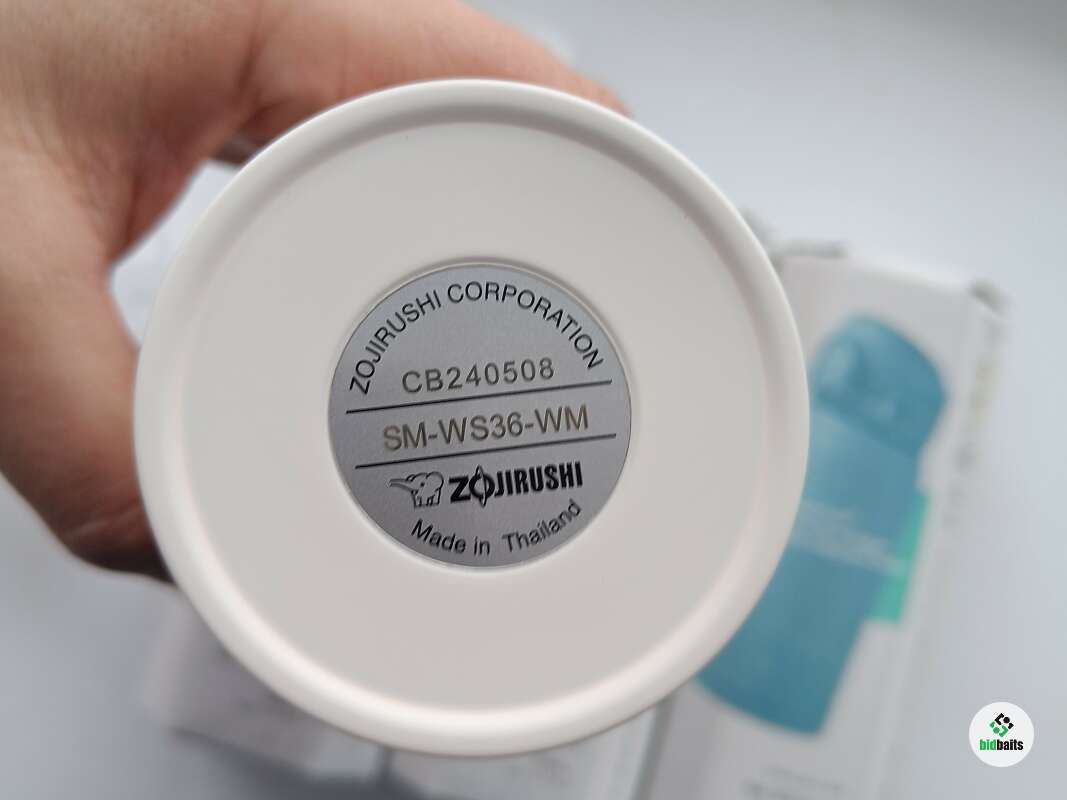 ZOJIRUSHI CORPORATION
CB240508
SM-WS36-WM
ZOJIRUSHI
Made in Thailand
bidbaits